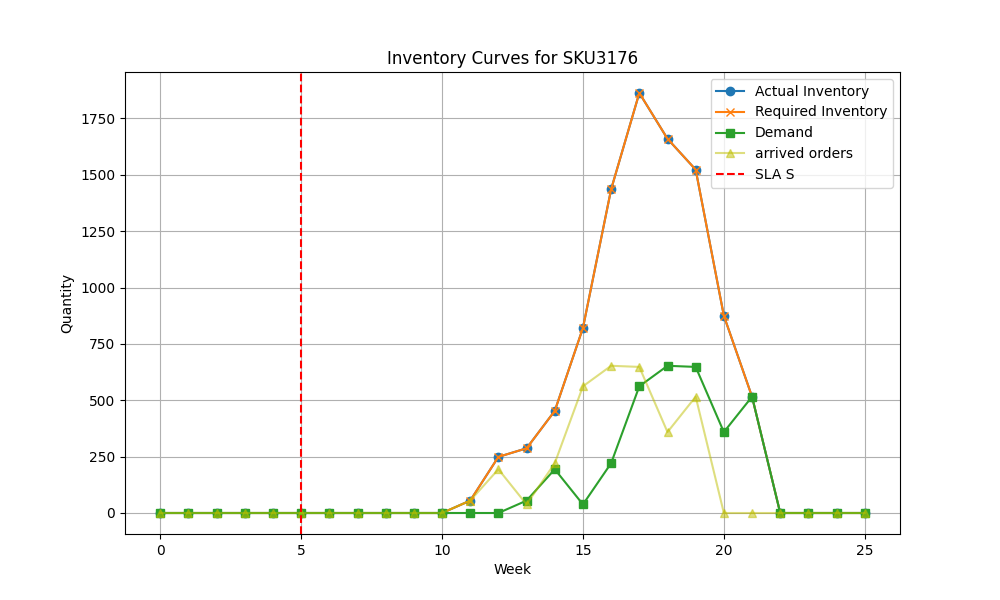 Inventory Curves for SKU3176
Actual Inventory
Required Inventory
Demand
arrived orders
SLA S
Quantity
1750
1500
1250
1000
750
500
250
0
0 5 10 15 20 25
Week